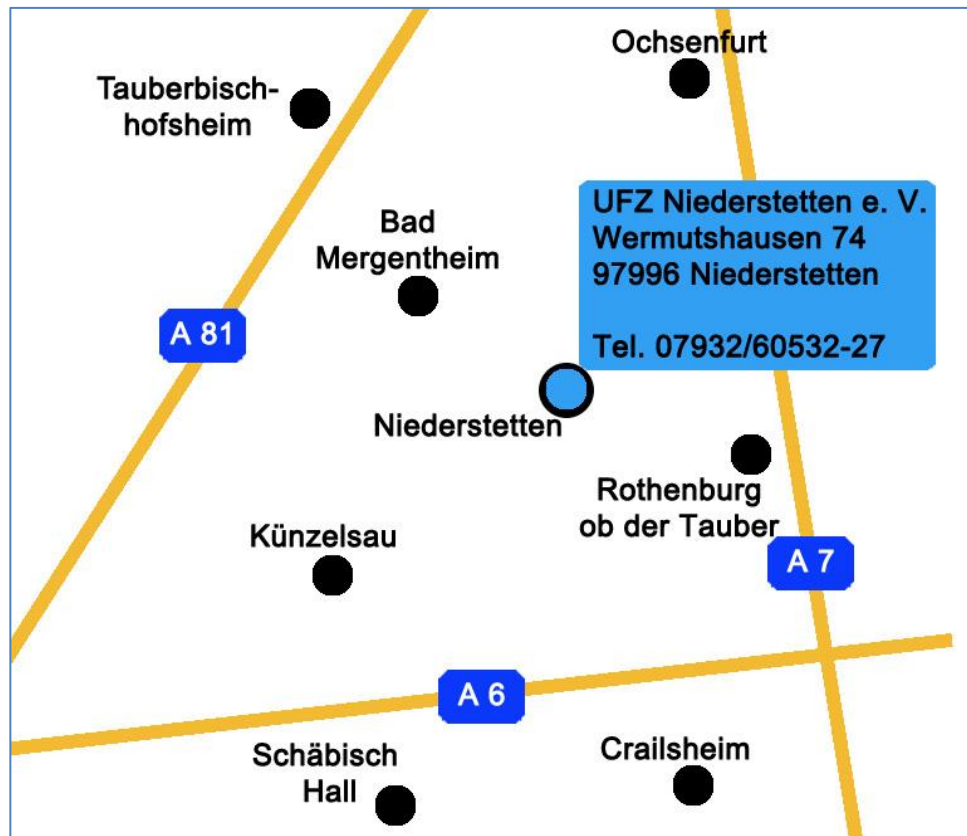 Ochsenfurt
Tauberbisch-
hofsheim
UFZ Niederstetten e. V.
Wermutshausen 74
97996 Niederstetten
Tel. 07932/60532-27
Bad
Mergentheim
A 81
Niederstetten
Rothenburg
ob der Tauber
Künzelsau
A 7
A 6
Schäbisch
Hall
Crailsheim